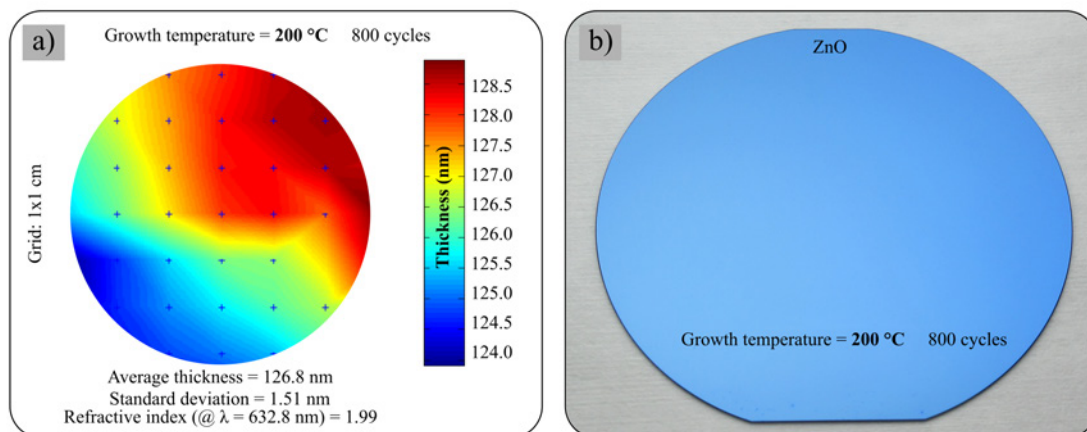 a)
Growth temperature = 200 °C 800 cycles
Grid: 1x1 cm
128.5
128.0
127.5
127.0
126.5
126.0
125.5
125.0
124.5
124.0
Thickness (nm)
Average thickness = 126.8 nm
Standard deviation = 1.51 nm
Refractive index (@ λ = 632.8 nm) = 1.99
b)
ZnO
Growth temperature = 200 °C 800 cycles